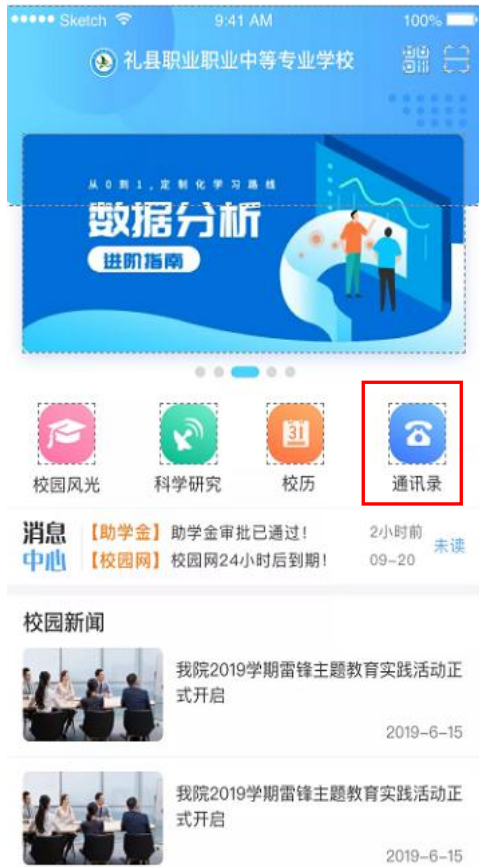 Sketch 9:41 AM 100%
礼县职业职业中等专业学校
从0到1,定制化学习路线
数据分析
进阶指南
31
校园风光 科学研究 校历 通讯录
消息 【助学金】助学金审批已通过! 2小时前 未读
中心 【校园网】校园网24小时后到期! 09-20
校园新闻
我院2019学期雷锋主题教育实践活动正
式开启
2019-6-15
我院2019学期雷锋主题教育实践活动正
式开启
2019-6-15